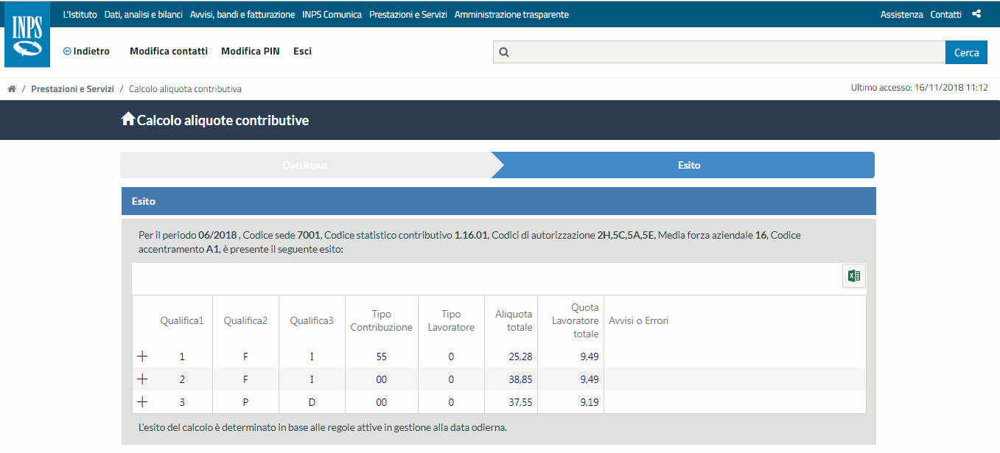 INPS
L'Istituto Dati, analisi e bilanci Avvisi, bandi e fatturazione INPS Comunica Prestazioni e Servizi Amministrazione trasparente Assistenza Contatti
Indietro Modifica contatti Modifica PIN Esci Cerca
/ Prestazioni e Servizi / Calcolo aliquota contributiva Ultimo accesso: 16/11/2018 11:12
Calcolo aliquote contributive
Dati input Esito
Esito
Per il periodo 06/2018 , Codice sede 7001, Codice statistico contributivo 1.16.01, Codici di autorizzazione 2H,5C,5A,5E, Media forza aziendale 16, Codice
accentramento A1, è presente il seguente esito:
Qualifica1 Qualifica2 Qualifica3 Tipo Contribuzione Tipo Lavoratore Aliquota totale Quota Lavoratore totale Avvisi o Errori
1 F I 55 0 25,28 9,49
2 F I 00 0 38,85 9,49
3 P D 00 0 37,55 9,19
L'esito del calcolo è determinato in base alle regole attive in gestione alla data odierna.